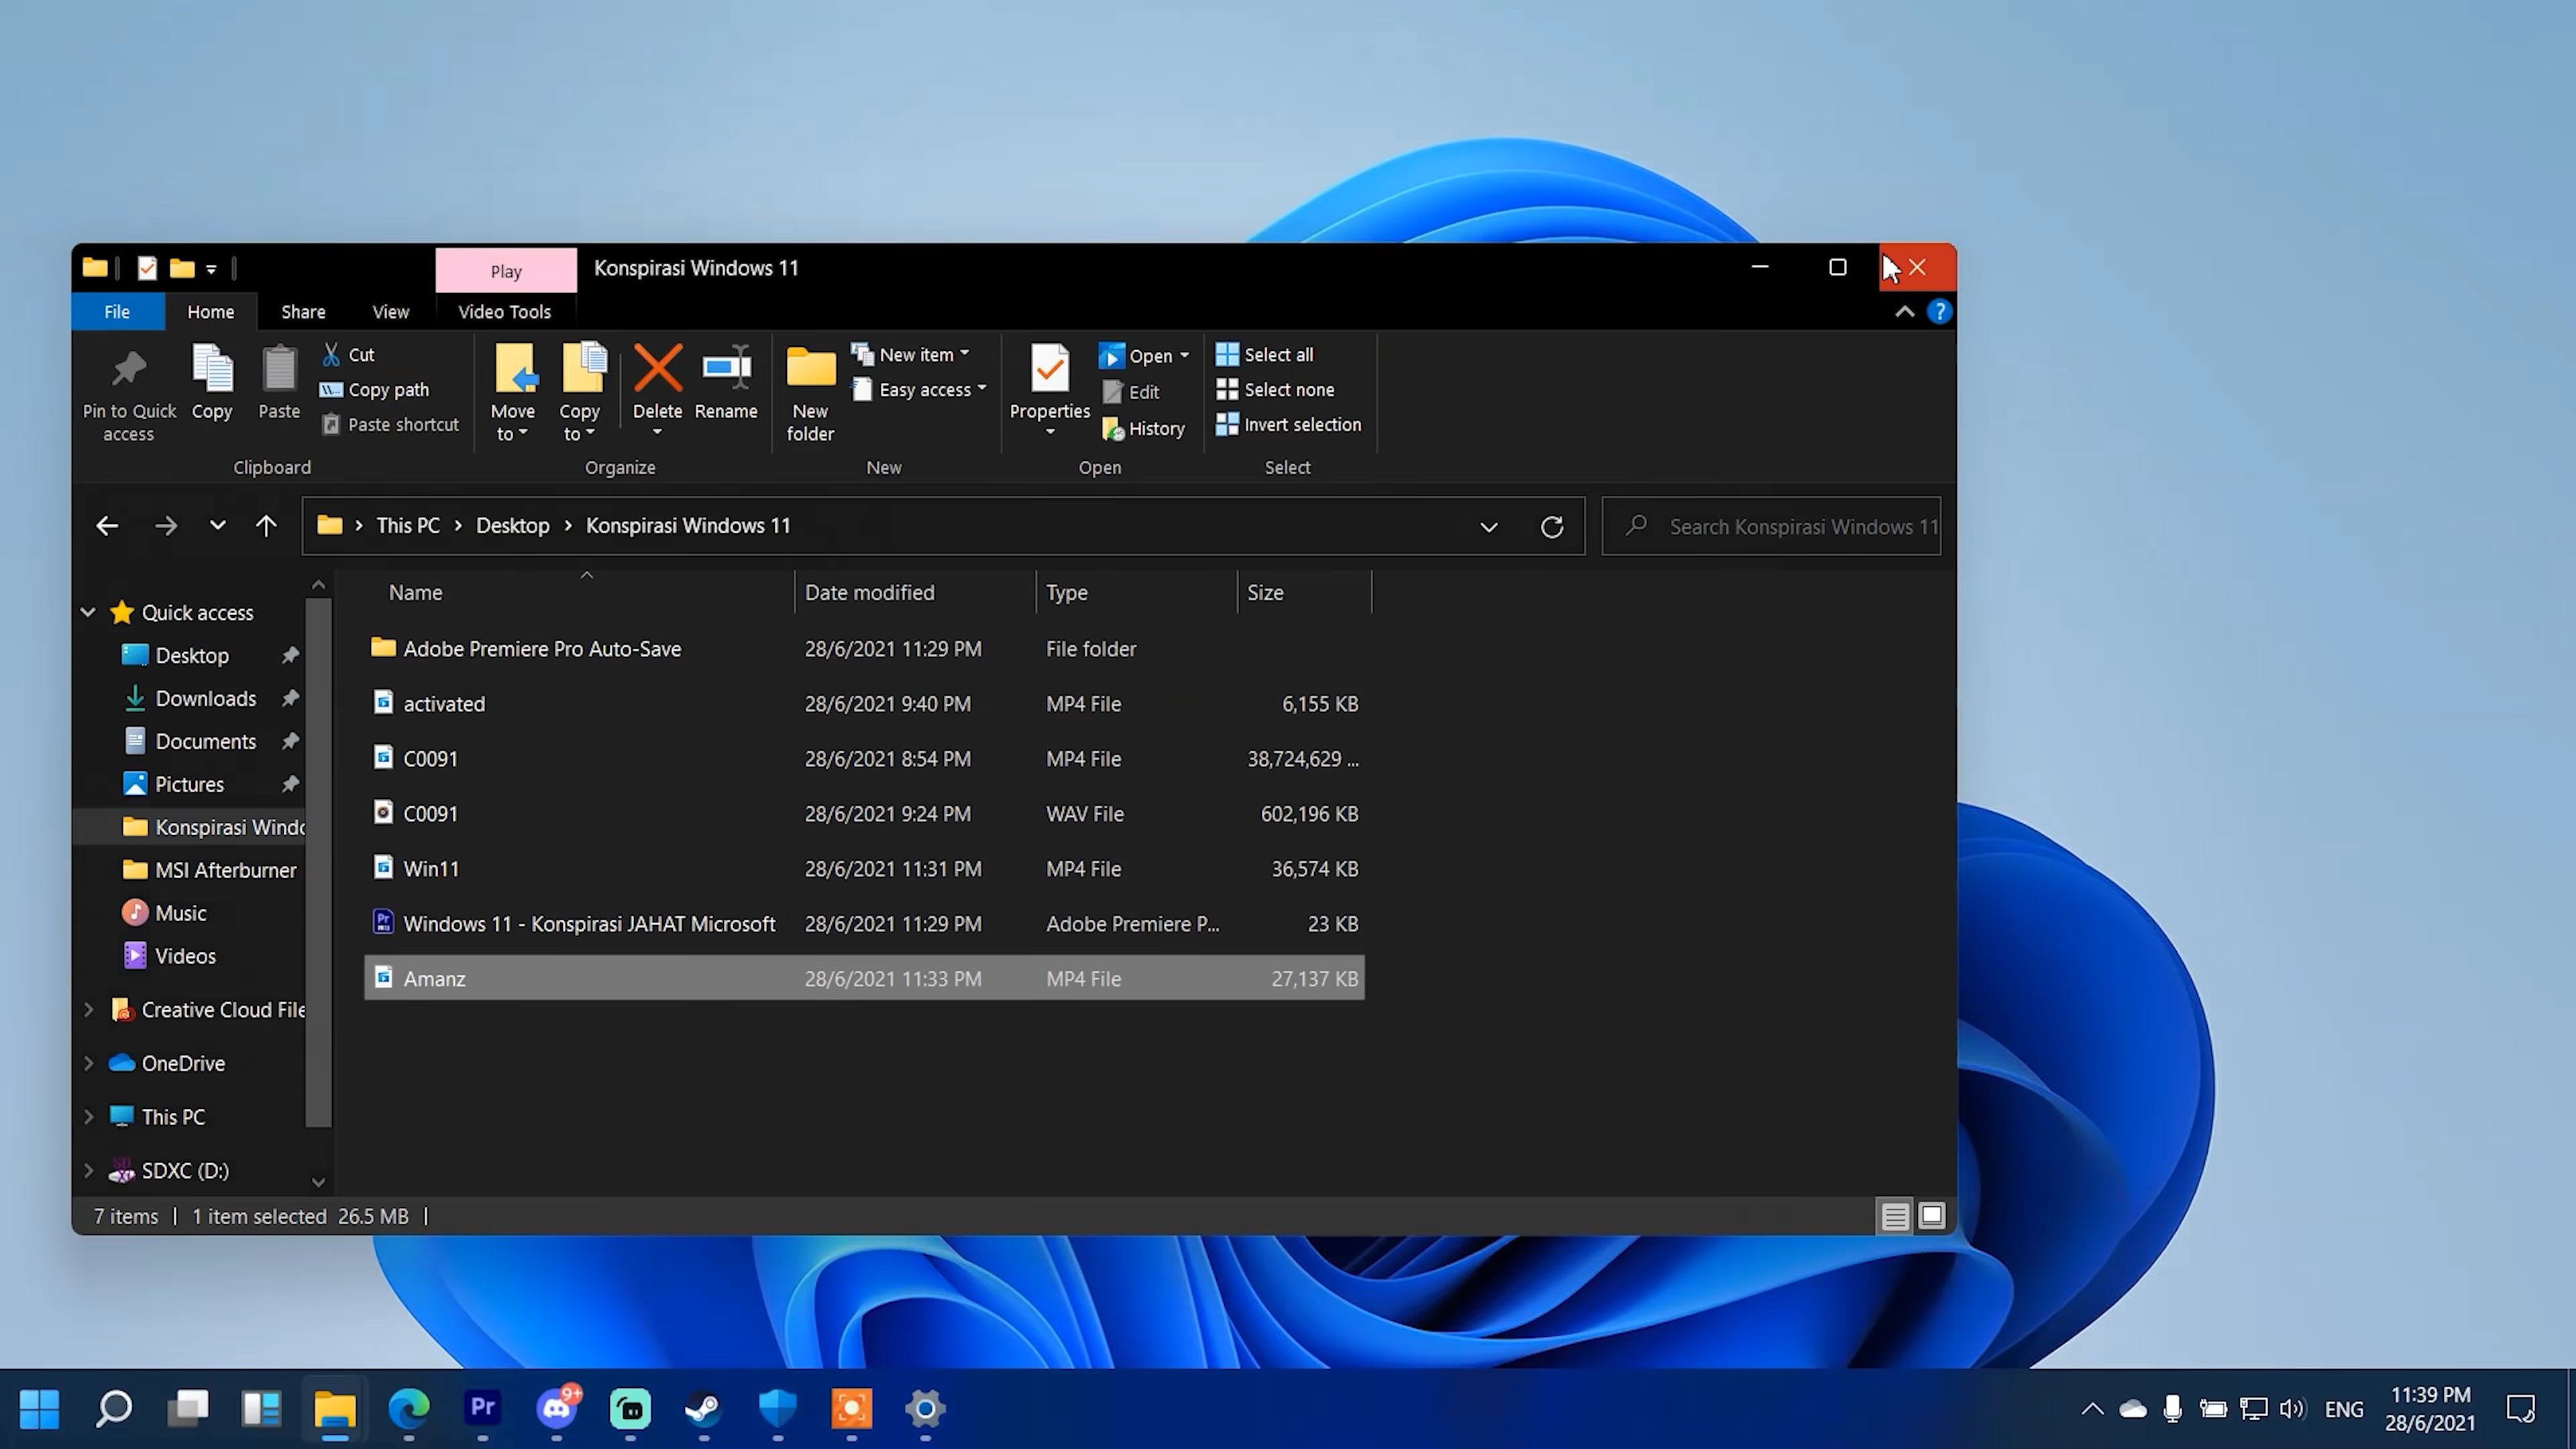 Play
Konspirasi Windows 11
File Home Share View Video Tools
Pin to Quick access
Copy
Paste
Cut
Copy path
Paste shortcut
Clipboard
Move to
Copy to
Delete
Rename
Organize
New folder
New item
Easy access
New
Properties
Open
Edit
History
Open
Select all
Select none
Invert selection
Select
This PC Desktop Konspirasi Windows 11
Search Konspirasi Windows 11
Quick access
Desktop
Downloads
Documents
Pictures
Konspirasi Windo
MSI Afterburner
Music
Videos
Creative Cloud File
OneDrive
This PC
SDXC (D:)
Name Date modified Type Size
Adobe Premiere Pro Auto-Save 28/6/2021 11:29 PM File folder
activated 28/6/2021 9:40 PM MP4 File 6,155 KB
C0091 28/6/2021 8:54 PM MP4 File 38,724,629 ...
C0091 28/6/2021 9:24 PM WAV File 602,196 KB
Win11 28/6/2021 11:31 PM MP4 File 36,574 KB
Windows 11 - Konspirasi JAHAT Microsoft 28/6/2021 11:29 PM Adobe Premiere P... 23 KB
Amanz 28/6/2021 11:33 PM MP4 File 27,137 KB
7 items 1 item selected 26.5 MB
Pr
9+
ENG
11:39 PM
28/6/2021